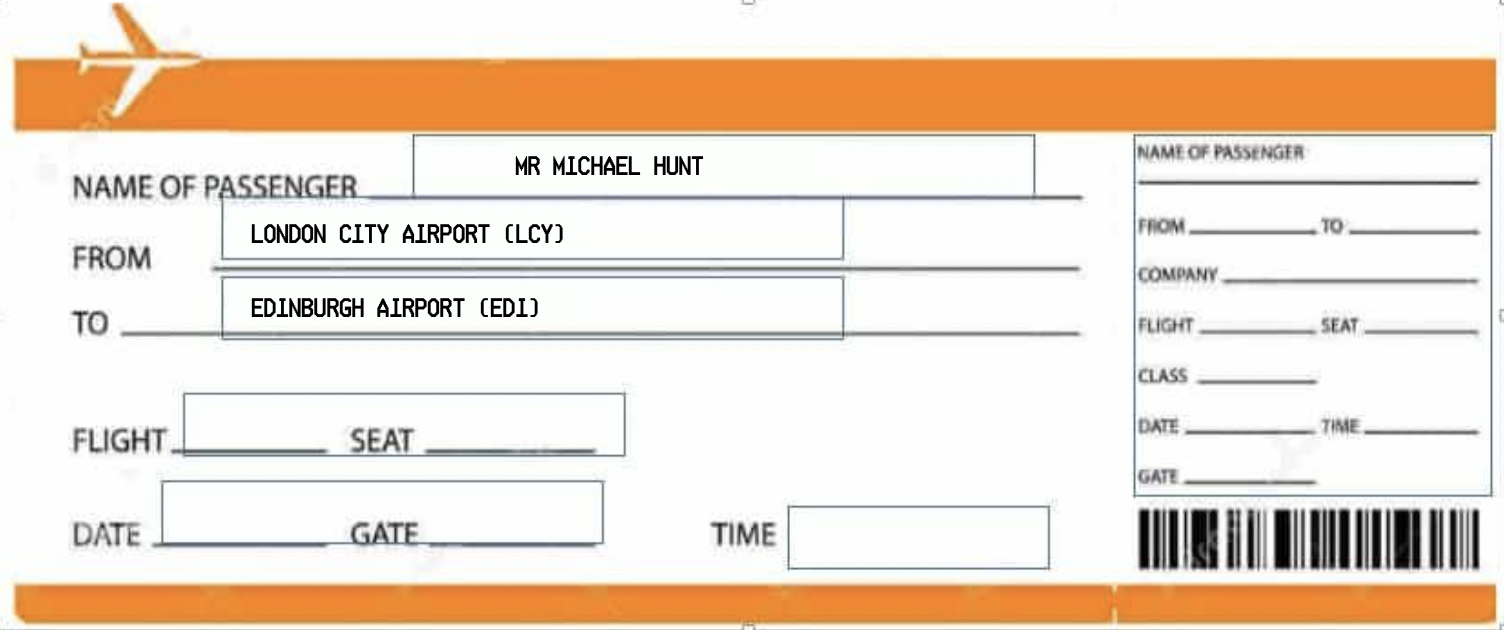 NAME OF PASSENGER MR MICHAEL HUNT
FROM LONDON CITY AIRPORT (LCY)
TO EDINBURGH AIRPORT (EDI)
FLIGHT SEAT
DATE GATE TIME
NAME OF PASSENGER
FROM TO
COMPANY
FLIGHT SEAT
CLASS
DATE TIME
GATE